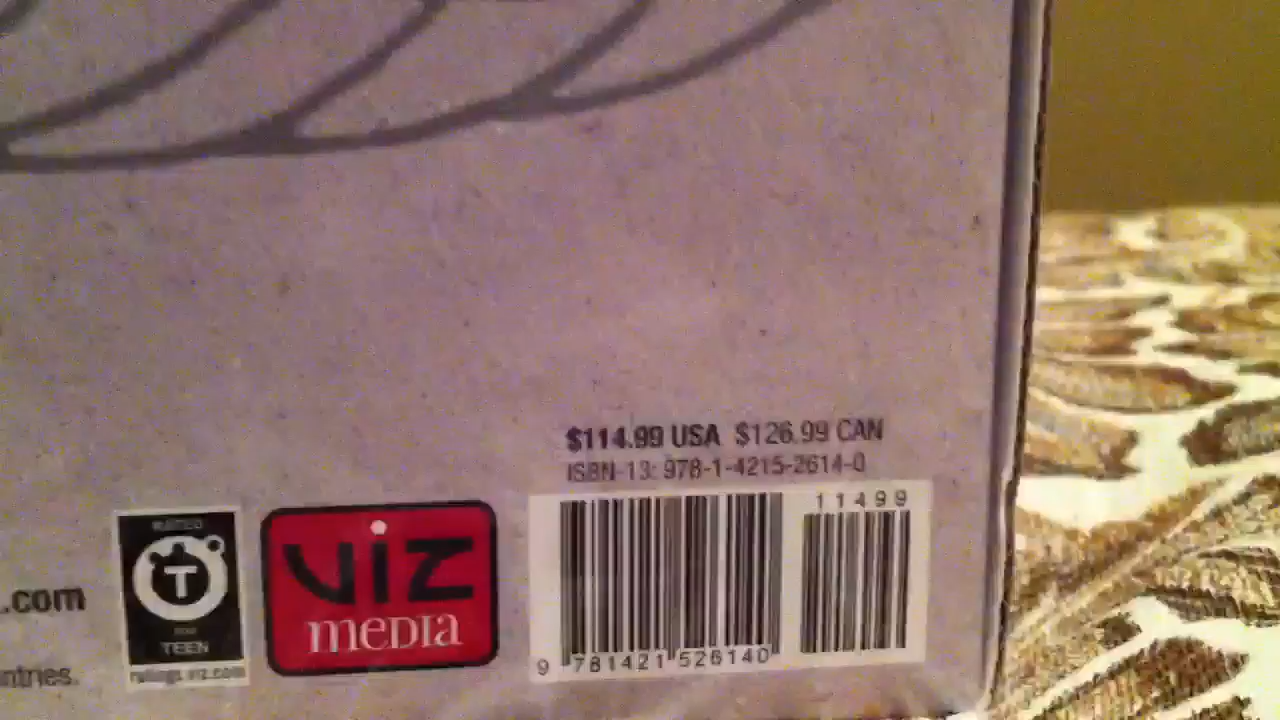 $114.99 USA $126.99 CAN
ISBN-13: 978-1-4215-2614-0
11499
9 781421 526140
.com
ntries.
RATED
T
FOR
TEEN
ratings.viz.com
viz
media